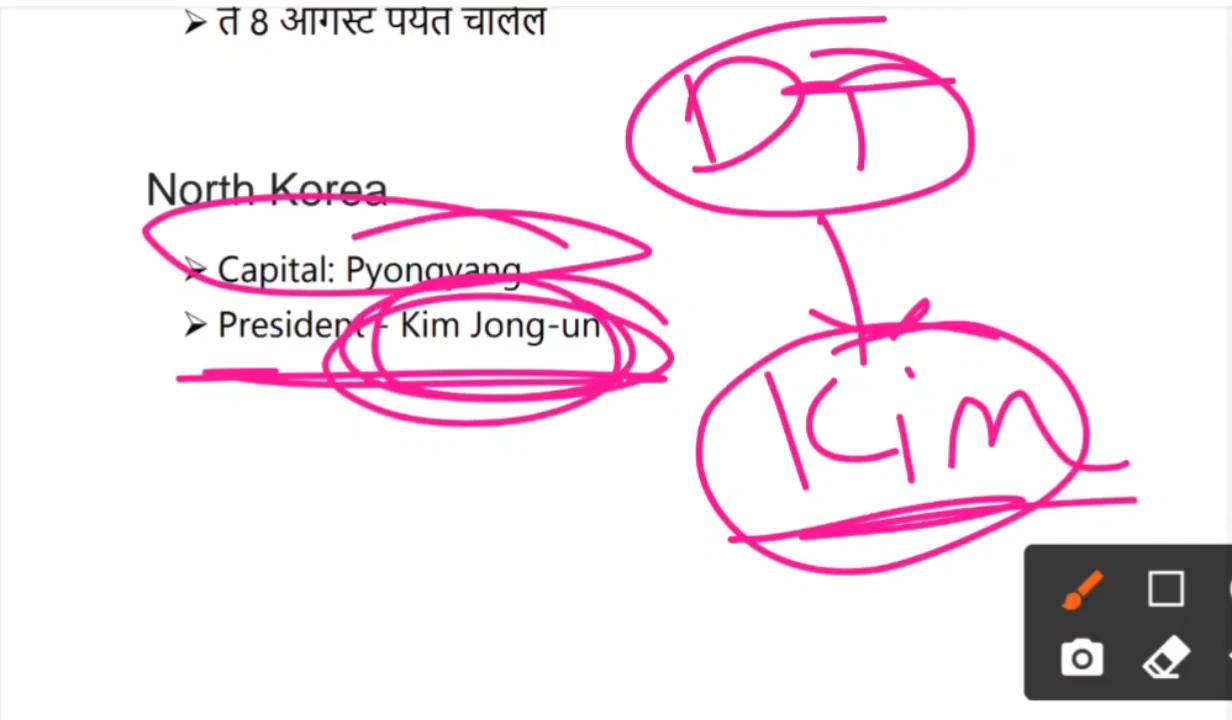 ➤ ते 8 ऑगस्ट पर्यंत चालेल
DT
North Korea
➤ Capital: Pyongyang
➤ President - Kim Jong-un
Kim